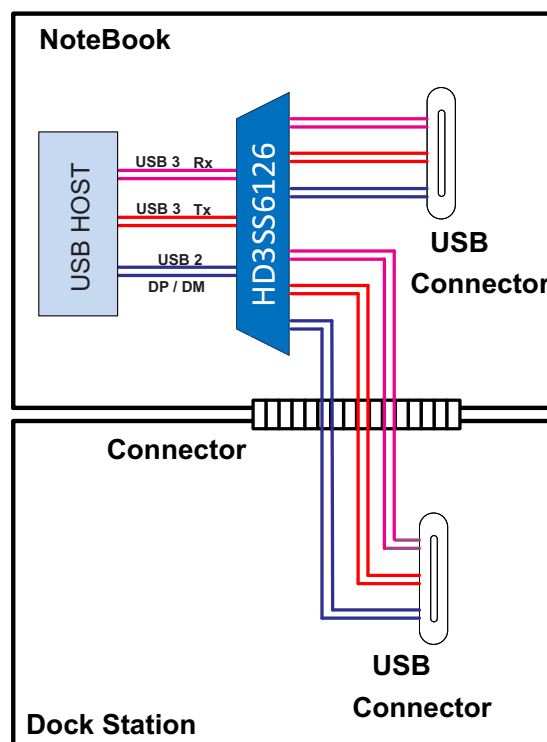 NoteBook
USB HOST
USB 3 Rx
USB 3 Tx
USB 2
DP / DM
HD3SS6126
USB
Connector
Connector
USB
Connector
Dock Station